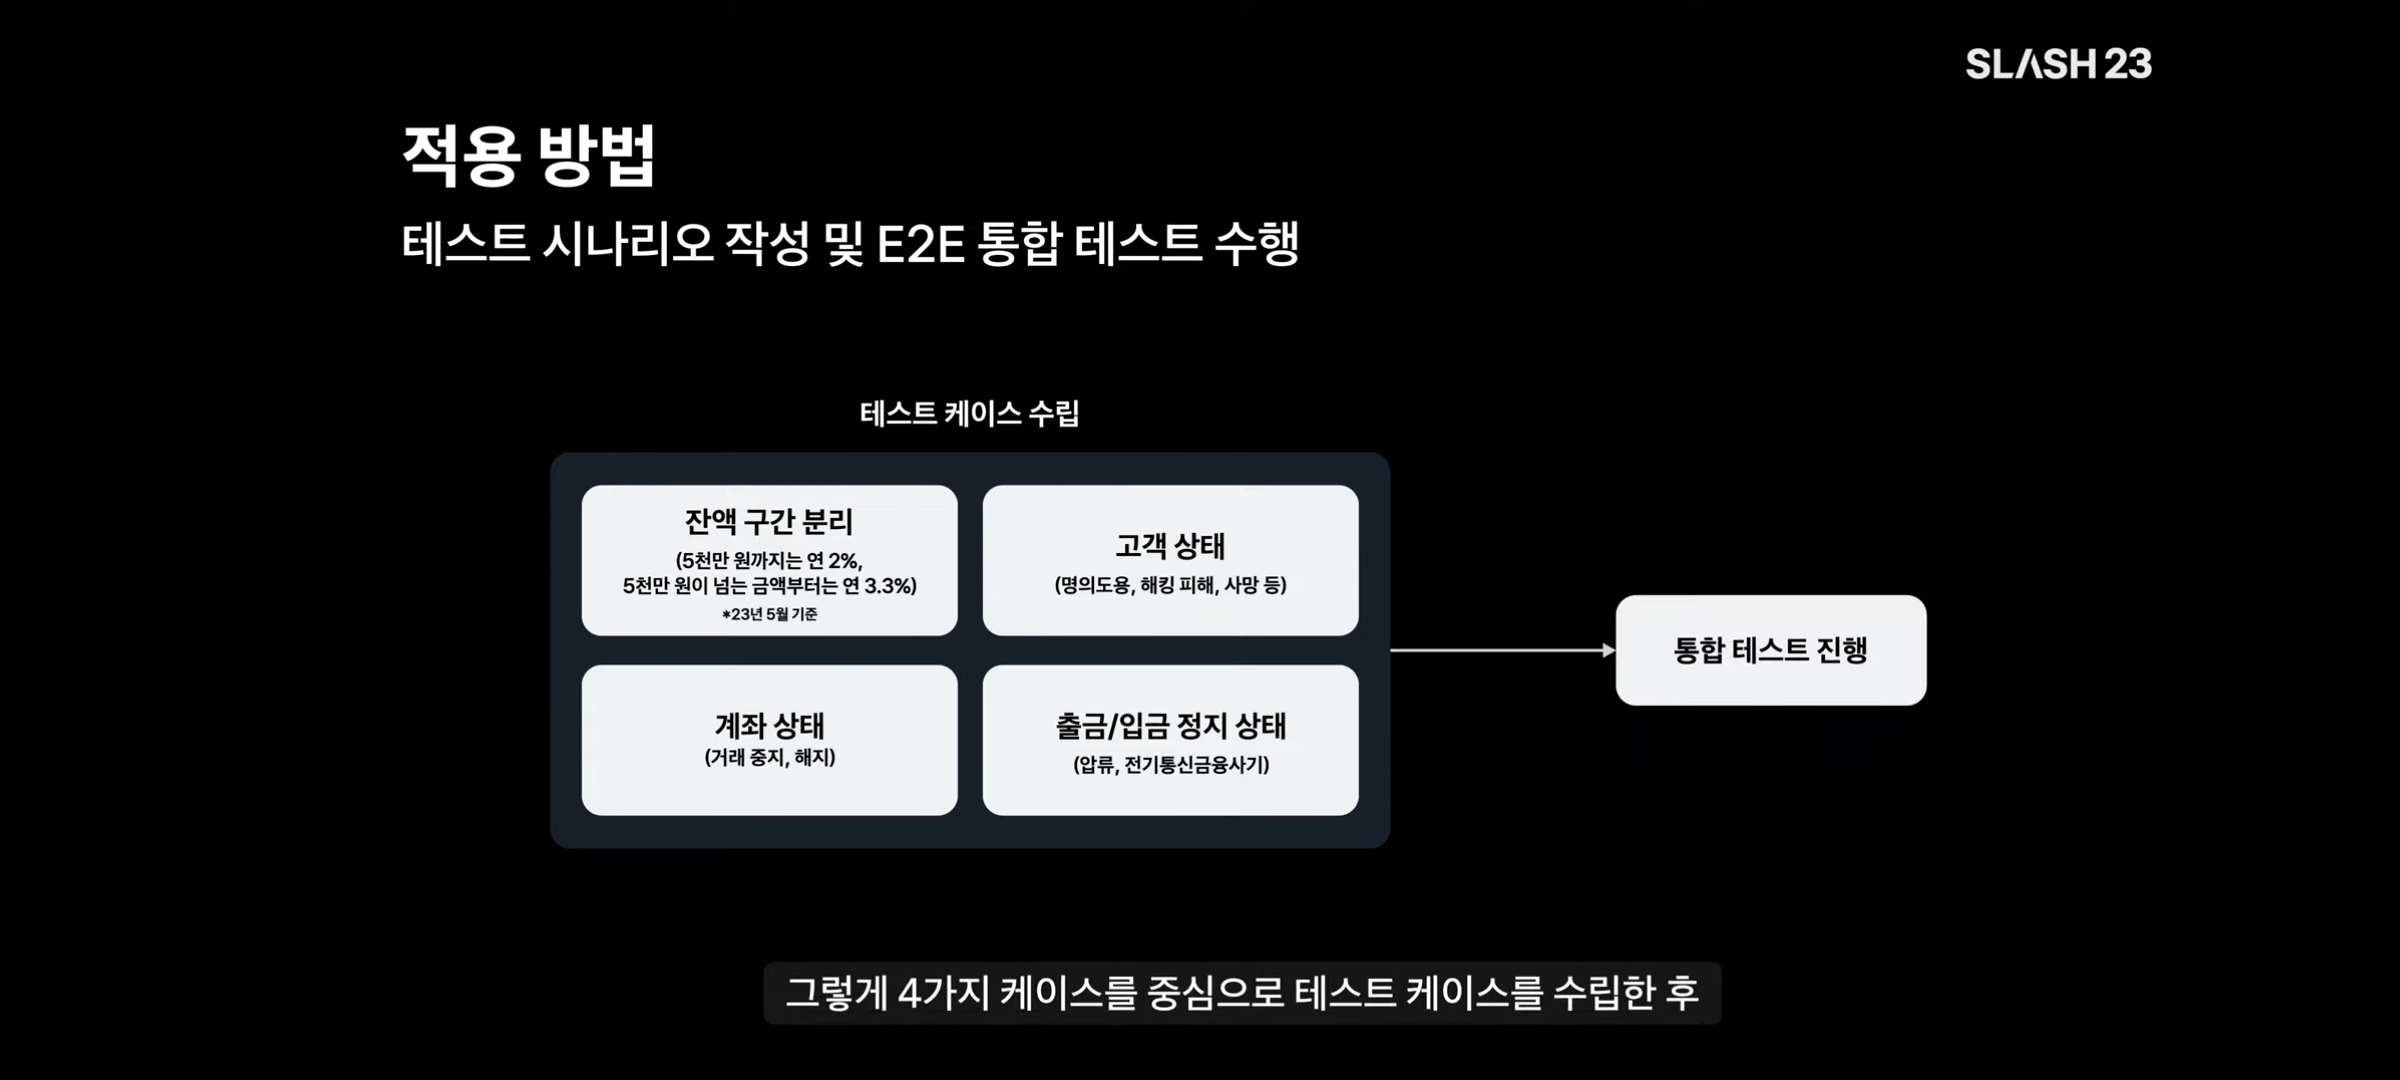 SLASH 23
적용 방법
테스트 시나리오 작성 및 E2E 통합 테스트 수행
테스트 케이스 수립
잔액 구간 분리
(5천만 원까지는 연 2%,
5천만 원이 넘는 금액부터는 연 3.3%)
*23년 5월 기준
고객 상태
(명의도용, 해킹 피해, 사망 등)
계좌 상태
(거래 중지, 해지)
출금/입금 정지 상태
(압류, 전기통신금융사기)
통합 테스트 진행
그렇게 4가지 케이스를 중심으로 테스트 케이스를 수립한 후